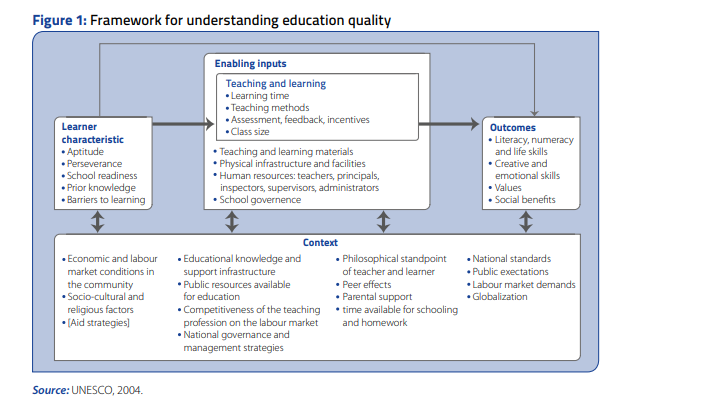 Figure 1: Framework for understanding education quality
Enabling inputs
Teaching and learning
• Learning time
• Teaching methods
• Assessment, feedback, incentives
• Class size
• Teaching and learning materials
• Physical infrastructure and facilities
• Human resources: teachers, principals,
inspectors, supervisors, administrators
• School governence
Learner
characteristic
• Aptitude
• Perseverance
• School readiness
• Prior knowledge
• Barriers to learning
Outcomes
• Literacy, numeracy
and life skills
• Creative and
emotional skills
• Values
• Social benefits
Context
• Economic and labour
market conditions in
the community
• Socio-cultural and
religious factors
• [Aid strategies]
• Educational knowledge and
support infrastructure
• Public resources available
for education
• Competitiveness of the teaching
profession on the labour market
• National governance and
management strategies
• Philosophical standpoint
of teacher and learner
• Peer effects
• Parental support
• time available for schooling
and homework
• National standards
• Public exectations
• Labour market demands
• Globalization
Source: UNESCO, 2004.